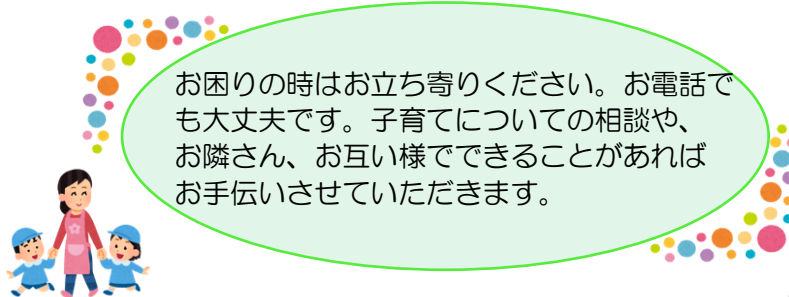 お困りの時はお立ち寄りください。お電話で
も大丈夫です。子育てについての相談や、
お隣さん、お互い様でできることがあれば
お手伝いさせていただきます。